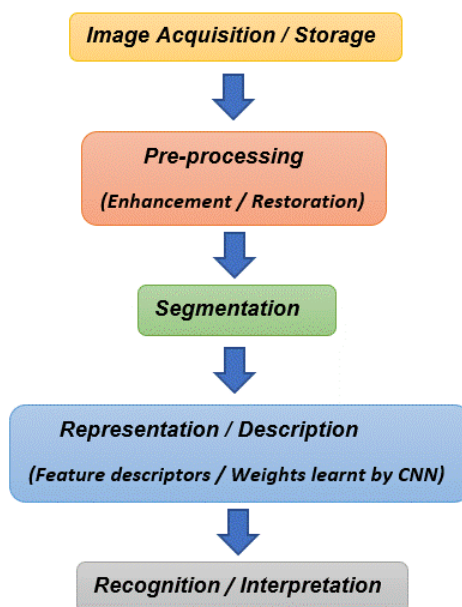 Image Acquisition / Storage
Pre-processing
(Enhancement / Restoration)
Segmentation
Representation / Description
(Feature descriptors / Weights learnt by CNN)
Recognition / Interpretation